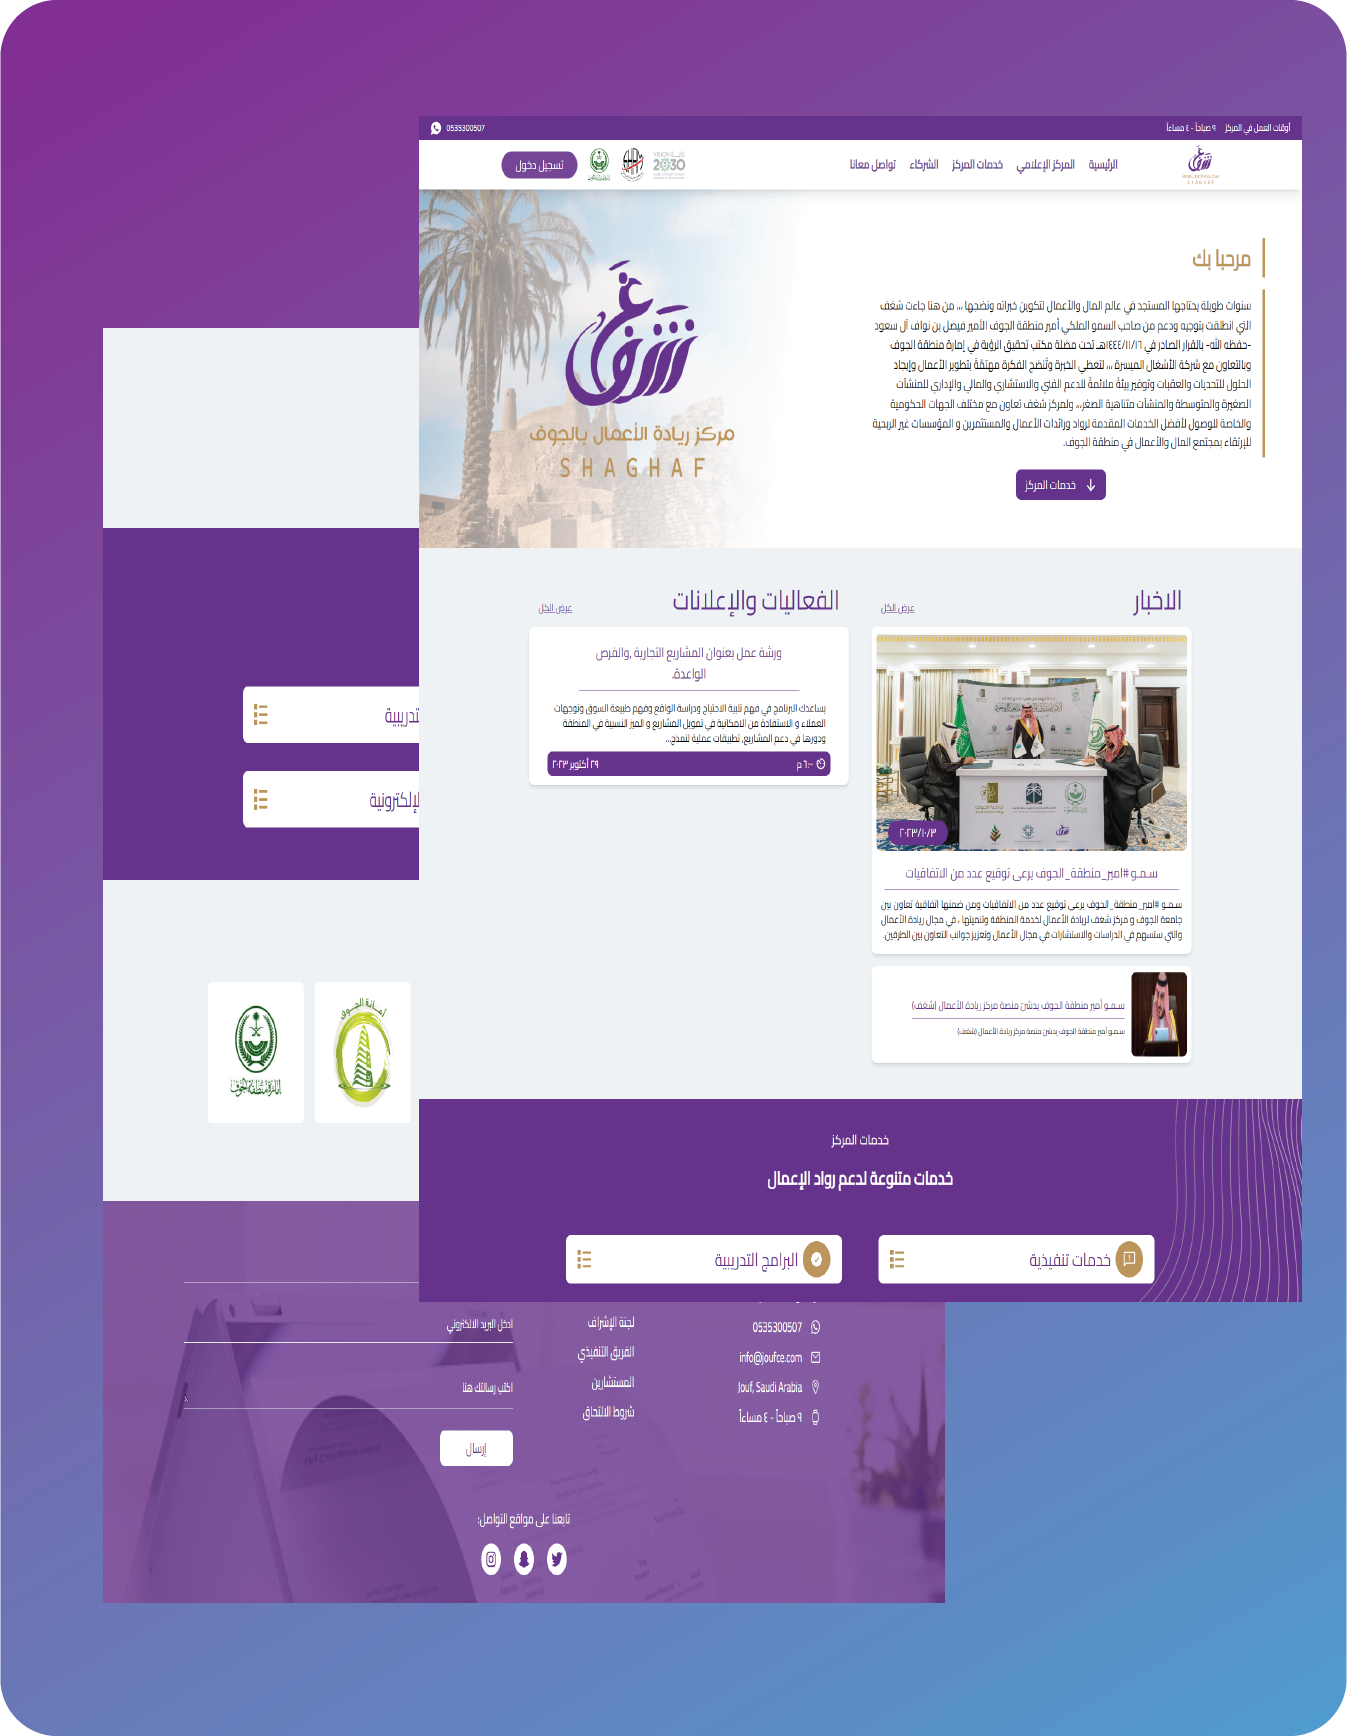 أوقات العمل في المركز ٩ صباحاً - ٤ مساءاً
0535300507
شغف
SHAGHAF
الرئيسية
المركز الإعلامي
خدمات المركز
الشركاء
تواصل معانا
VISION رؤية
2030
تسجيل دخول
مرحبا بك
سنوات طويلة يحتاجها المستجد في عالم المال والأعمال لتكوين خبراته ونضجها ،،، من هنا جاءت شغف
التي انطلقت بتوجيه ودعم من صاحب السمو الملكي أمير منطقة الجوف الأمير فيصل بن نواف آل سعود
-حفظه الله- بالقرار الصادر في ١٤٤٤/١١/١٦هـ تحت مظلة مكتب تحقيق الرؤية في إمارة منطقة الجوف
وبالتعاون مع شركة الأشغال الميسرة ،،، لتعطي الخبرة وتُنضج الفكرة مهتمَّة بتطوير الأعمال وإيجاد
الحلول للتحديات والعقبات وتوفير بيئةً ملائمةً للدعم الفني والاستشاري والمالي والإداري للمنشآت
الصغيرة والمتوسطة والمنشآت متناهية الصغر،،، ولمركز شغف تعاون مع مختلف الجهات الحكومية
والخاصة للوصول لأفضل الخدمات المقدمة لرواد ورائدات الأعمال والمستثمرين و المؤسسات غير الربحية
للإرتقاء بمجتمع المال والأعمال في منطقة الجوف.
خدمات المركز
شغف
مركز ريادة الأعمال بالجوف
SHAGHAF
الاخبار
عرض الكل
٢٠٢٣/١٠/٣
سـمـو #امير_منطقة_الجوف يرعى توقيع عدد من الاتفاقيات
سـمـو #امير_منطقة_الجوف يرعى توقيع عدد من الاتفاقيات ومن ضمنها اتفاقية تعاون بين
جامعة الجوف و مركز شغف لريادة الأعمال لخدمة المنطقة وتنميتها ، في مجال ريادة الأعمال
والتي ستسهم في الدراسات والاستشارات في مجال الأعمال وتعزيز جوانب التعاون بين الطرفين.
سـمـو أمير منطقة الجوف يدشن منصة مركز ريادة الأعمال (شغف)
سـمـو أمير منطقة الجوف يدشن منصة مركز ريادة الأعمال (شغف)
الفعاليات والإعلانات
عرض الكل
ورشة عمل بعنوان المشاريع التجارية ,والفرص
الواعدة.
يساعدك البرنامج في فهم تلبية الاحتياج ودراسة الواقع وفهم طبيعة السوق وتوجهات
العملاء و الاستفادة من الامكانية في تمويل المشاريع و الميز النسبية في المنطقة
ودورها في دعم المشاريع, تطبيقات عملية لنمذج...
٦:٠٠ م
٢٩ أكتوبر ٢٠٢٣
خدمات المركز
خدمات متنوعة لدعم رواد الإعمال
خدمات تنفيذية
البرامج التدريبية
تدريبية
لإلكترونية
أمانة الجوف
إمارة منطقة الجوف
0535300507
info@joufce.com
Jouf, Saudi Arabia
٩ صباحاً - ٤ مساءاً
لجنة الإشراف
الفريق التنفيذي
المستشارين
شروط الالتحاق
ادخل البريد الالكتروني
اكتب رسالتك هنا
إرسال
تابعنا على مواقع التواصل: